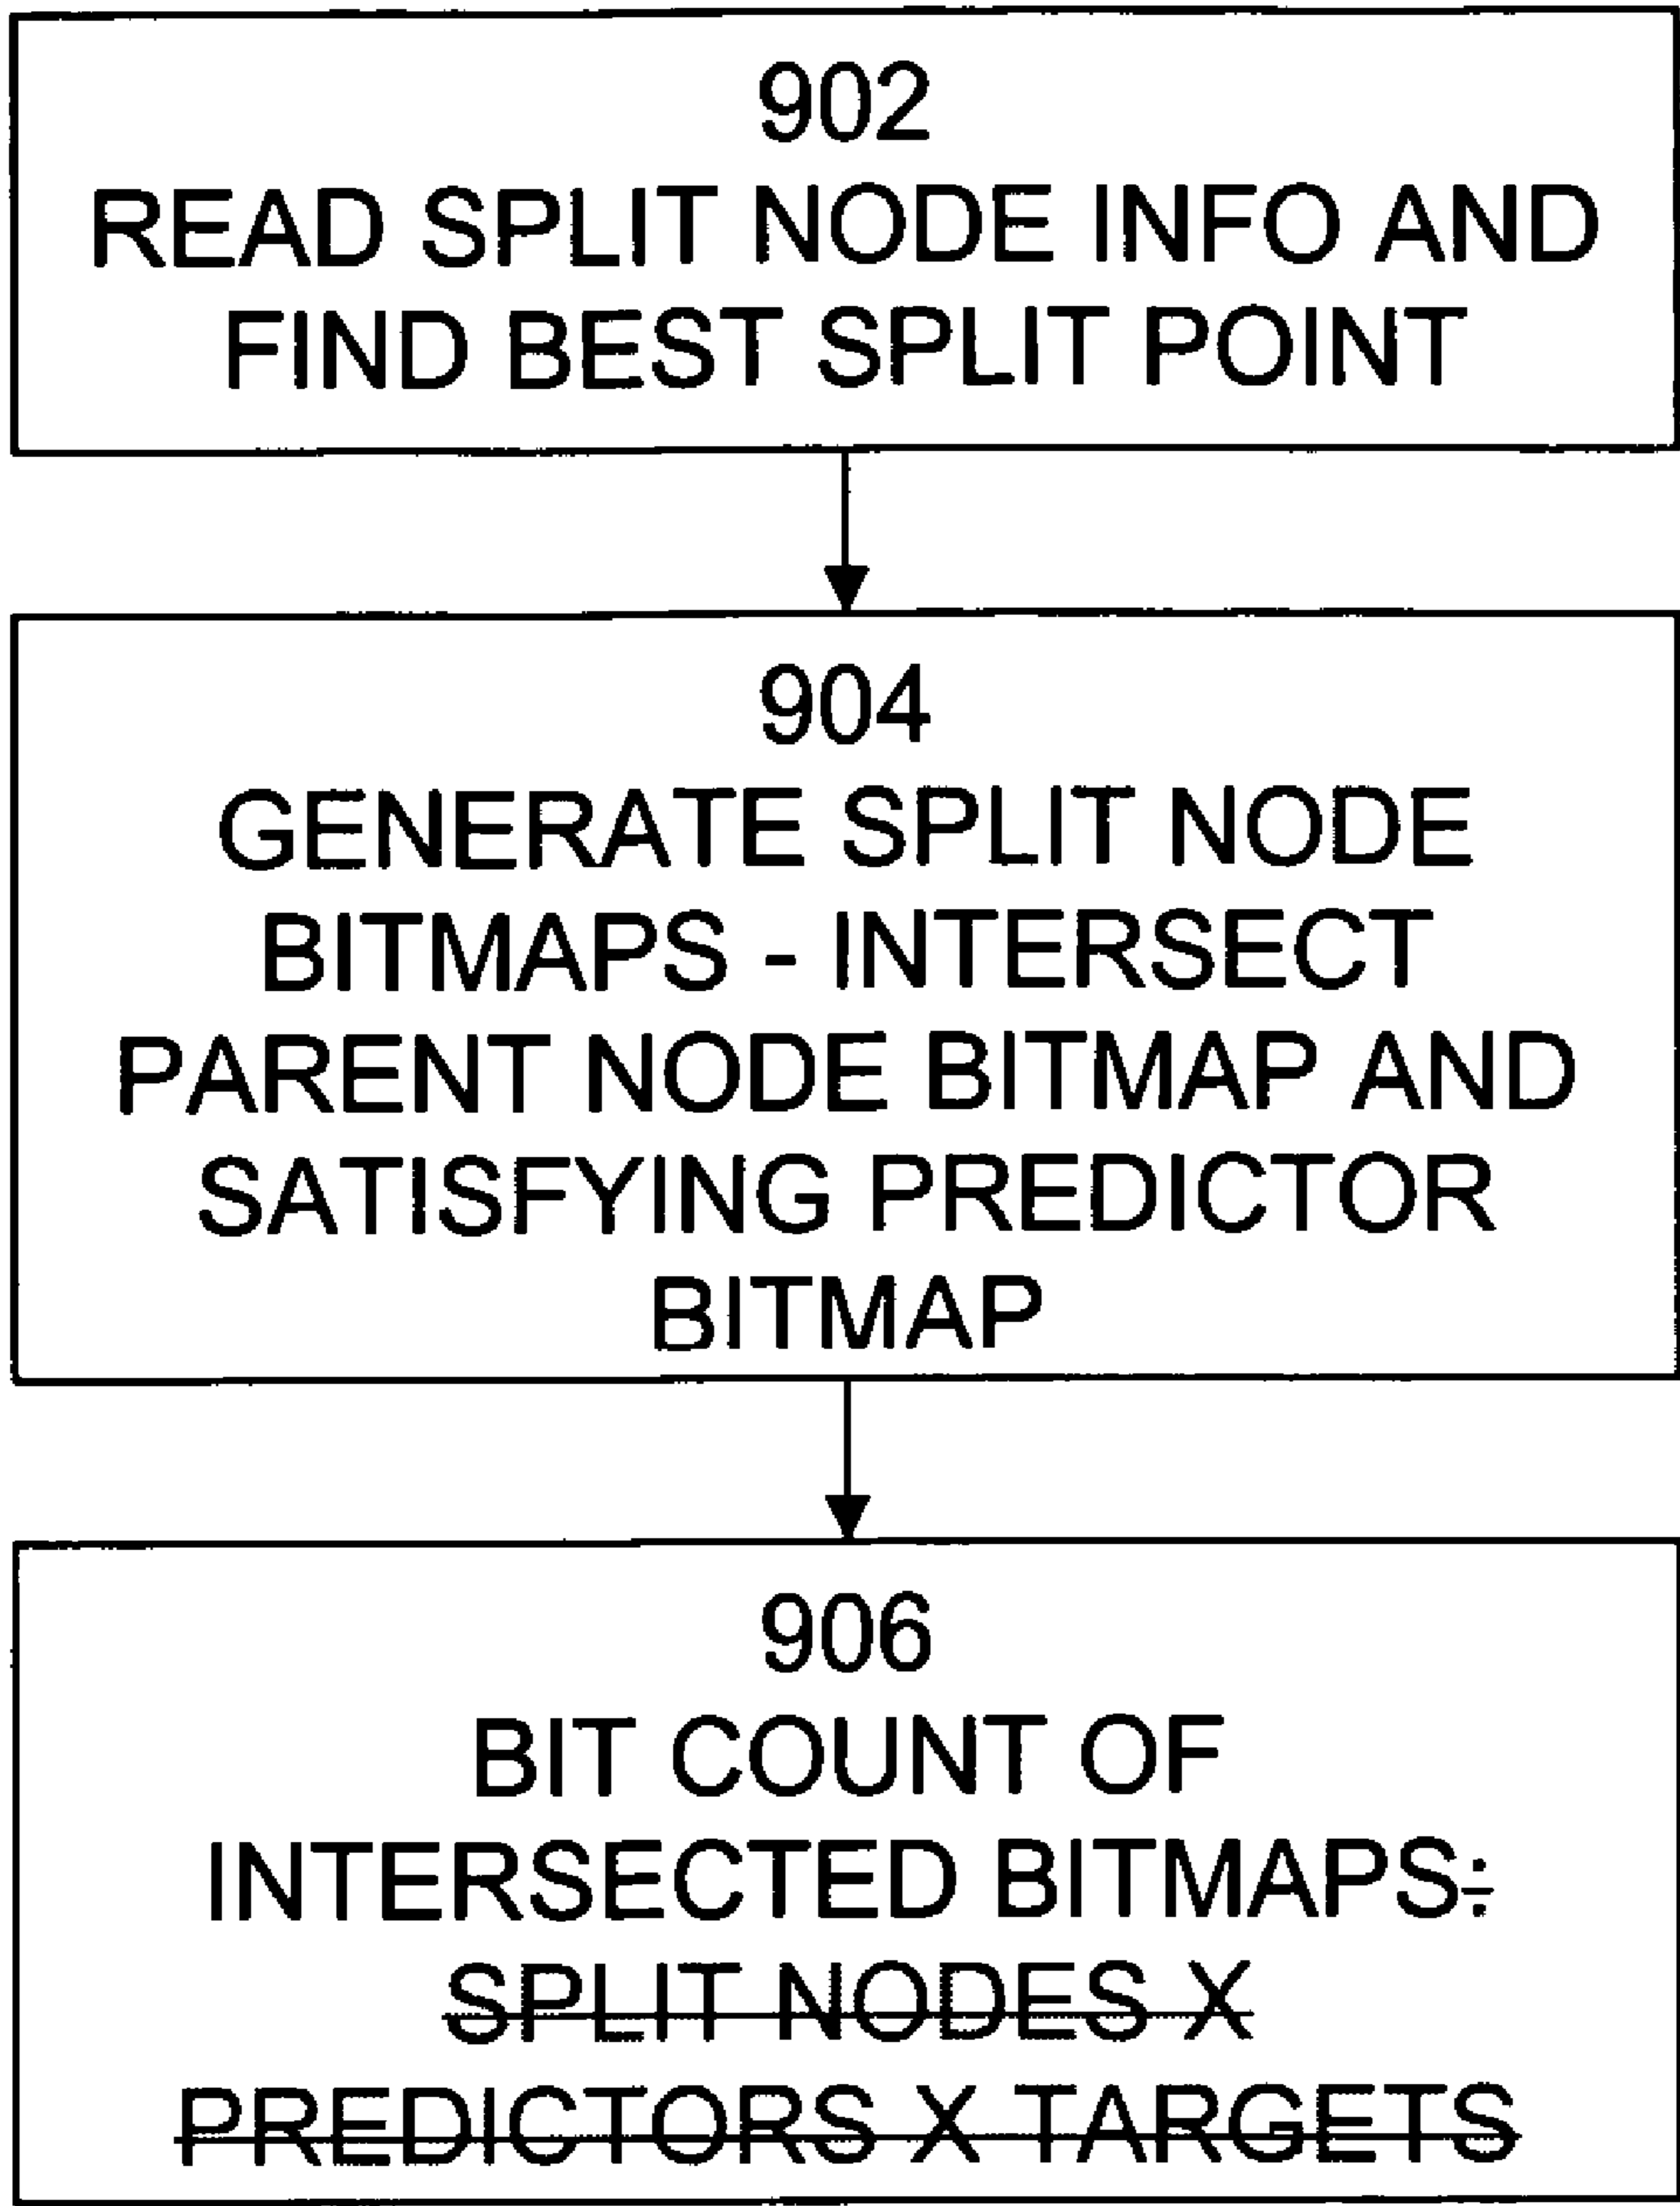 902
READ SPLIT NODE INFO AND
FIND BEST SPLIT POINT
904
GENERATE SPLIT NODE
BITMAPS - INTERSECT
PARENT NODE BITMAP AND
SATISFYING PREDICTOR
BITMAP
906
BIT COUNT OF
INTERSECTED BITMAPS:
SPLIT NODES X
PREDICTORS X TARGETS